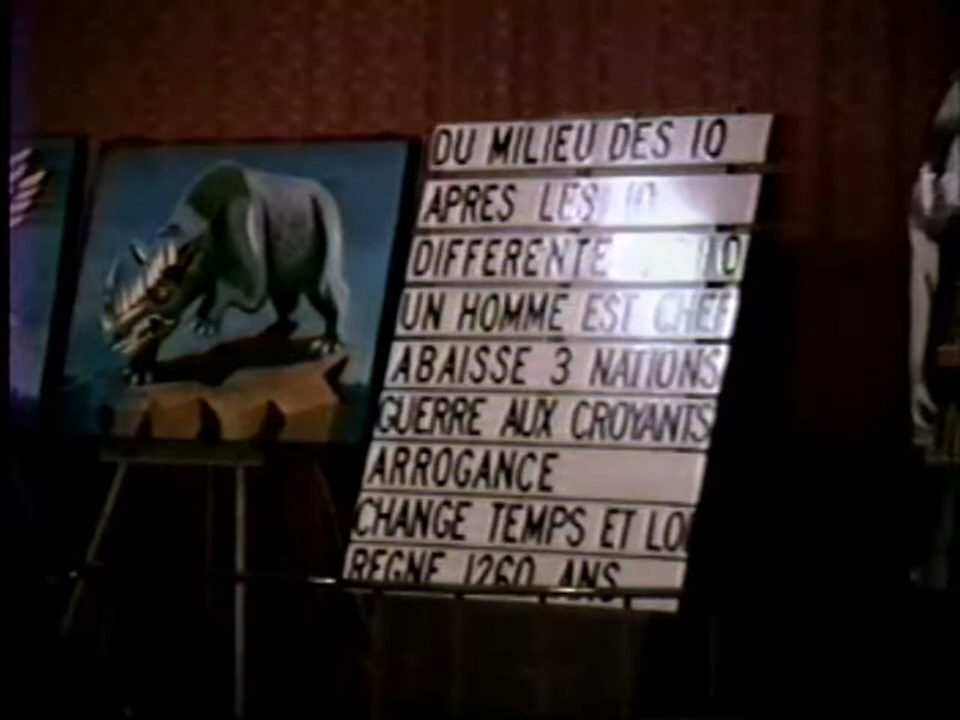 DU MILIEU DES 10
APRES LES 10
DIFFERENTE 10
UN HOMME EST CHEF
ABAISSE 3 NATIONS
GUERRE AUX CROYANTS
ARROGANCE
CHANGE TEMPS ET LOI
REGNE 1260 ANS